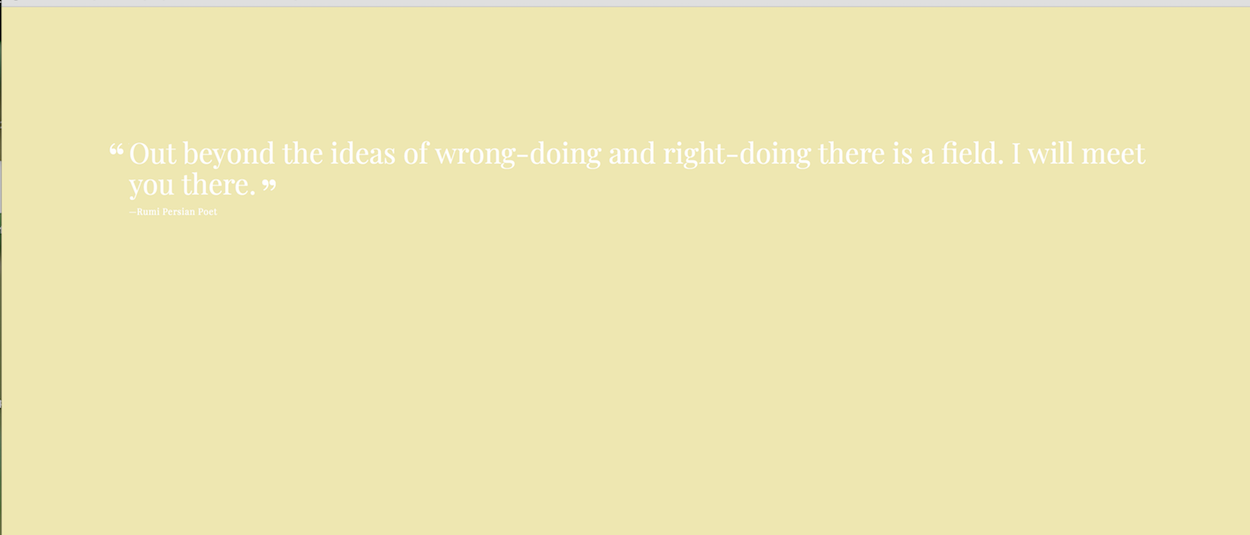 “ Out beyond the ideas of wrong-doing and right-doing there is a field. I will meet
you there. ”
—Rumi Persian Poet